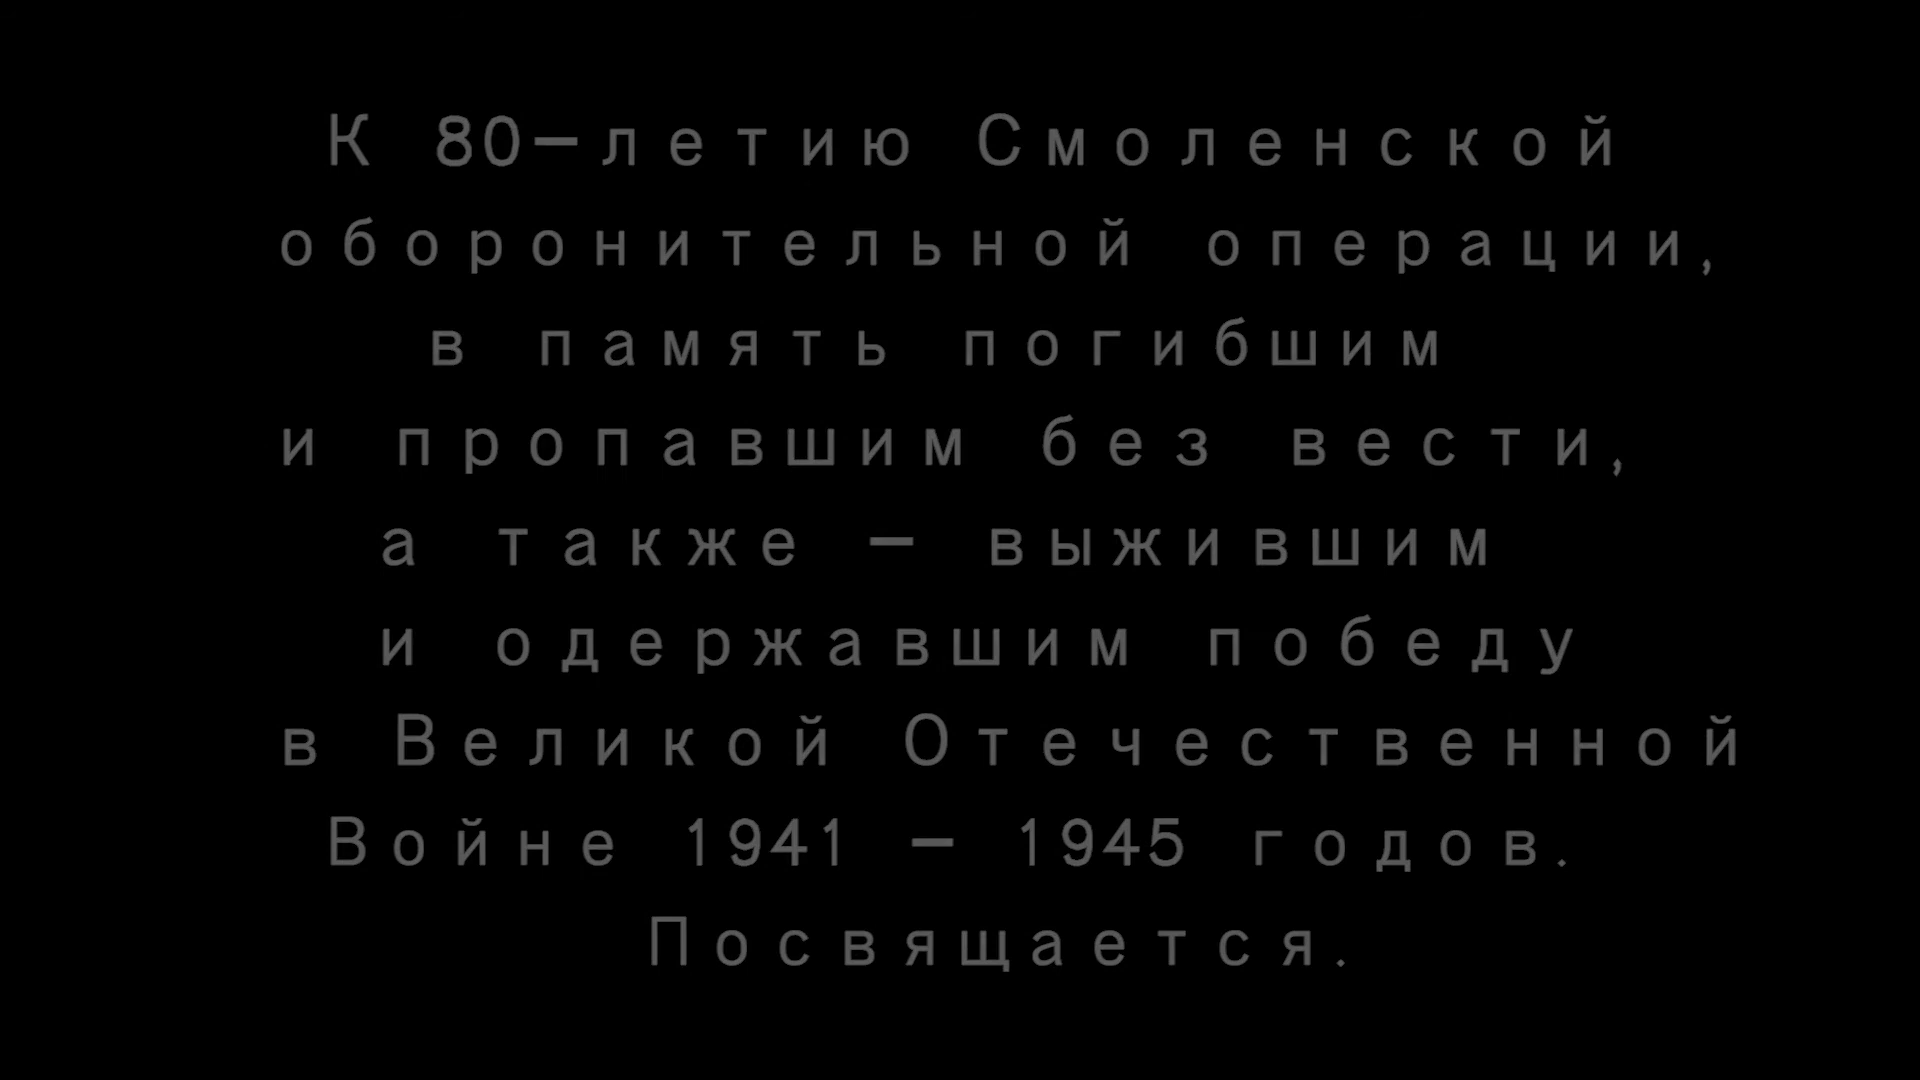 К 80–летию Смоленской
оборонительной операции,
в память погибшим
и пропавшим без вести,
а также – выжившим
и одержавшим победу
в Великой Отечественной
Войне 1941 – 1945 годов.
Посвящается.